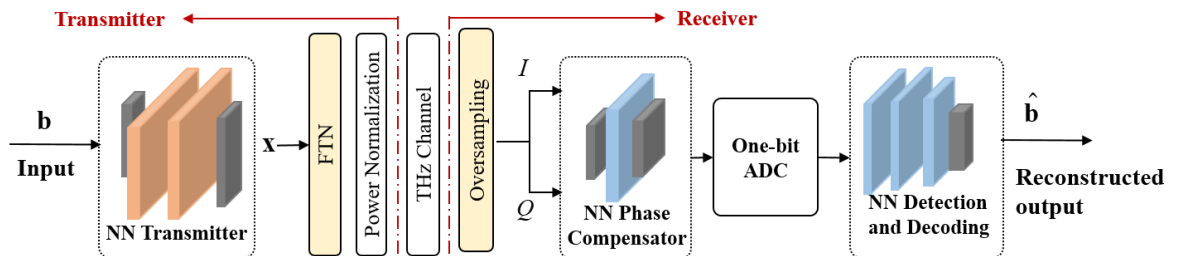 Transmitter
Receiver
b
Input
NN Transmitter
x
FTN
Power Normalization
THz Channel
Oversampling
I
Q
NN Phase
Compensator
One-bit
ADC
NN Detection
and Decoding
b̂
Reconstructed
output